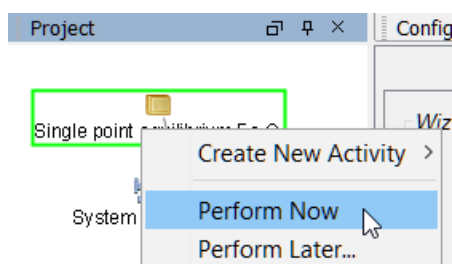 Project
Config
Single point
Wiz
Create New Activity
System
Perform Now
Perform Later...